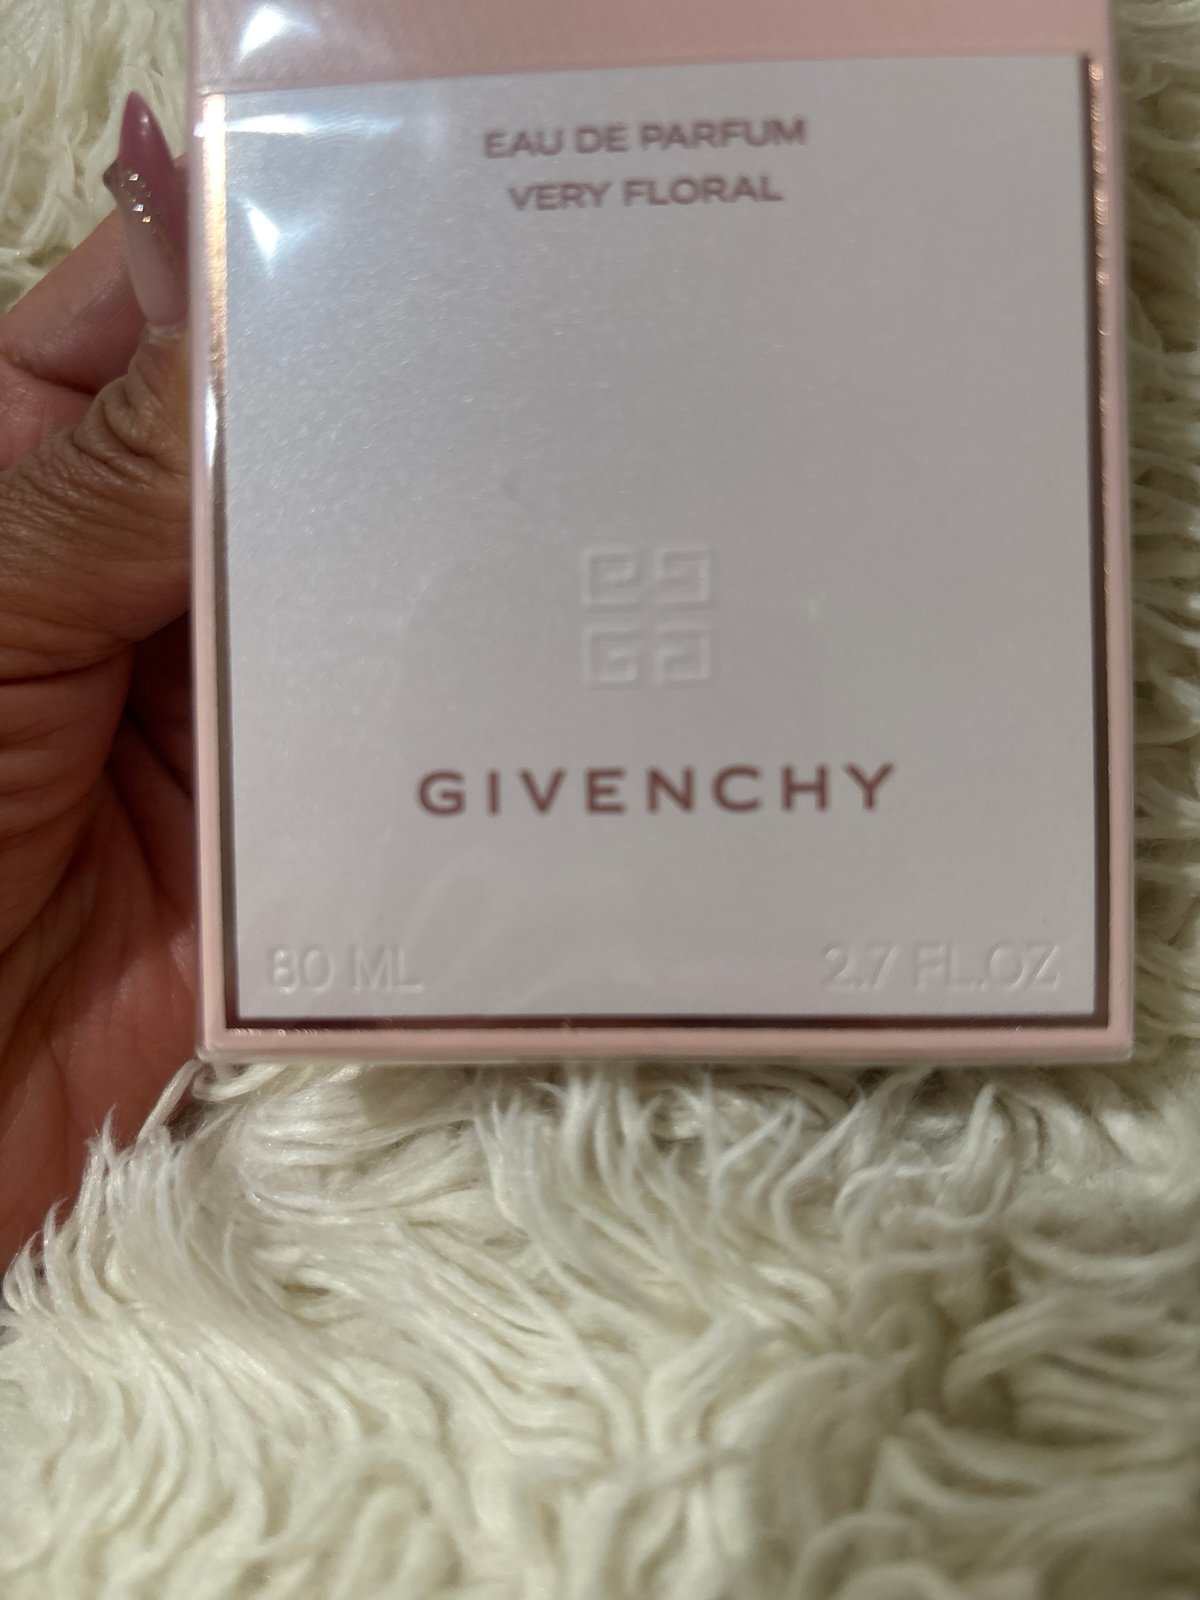 EAU DE PARFUM
VERY FLORAL
GIVENCHY
80 ML
2.7 FL.OZ